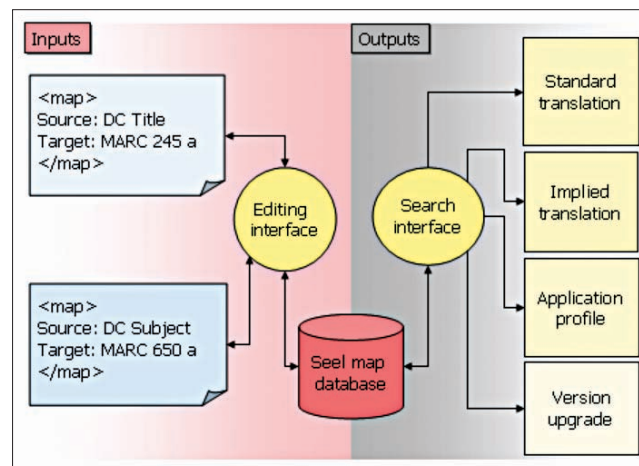 Inputs
Outputs
<map>
Source: DC Title
Target: MARC 245 a
</map>
Editing
interface
Search
interface
Standard
translation
Implied
translation
<map>
Source: DC Subject
Target: MARC 650 a
</map>
Seel map
database
Application
profile
Version
upgrade